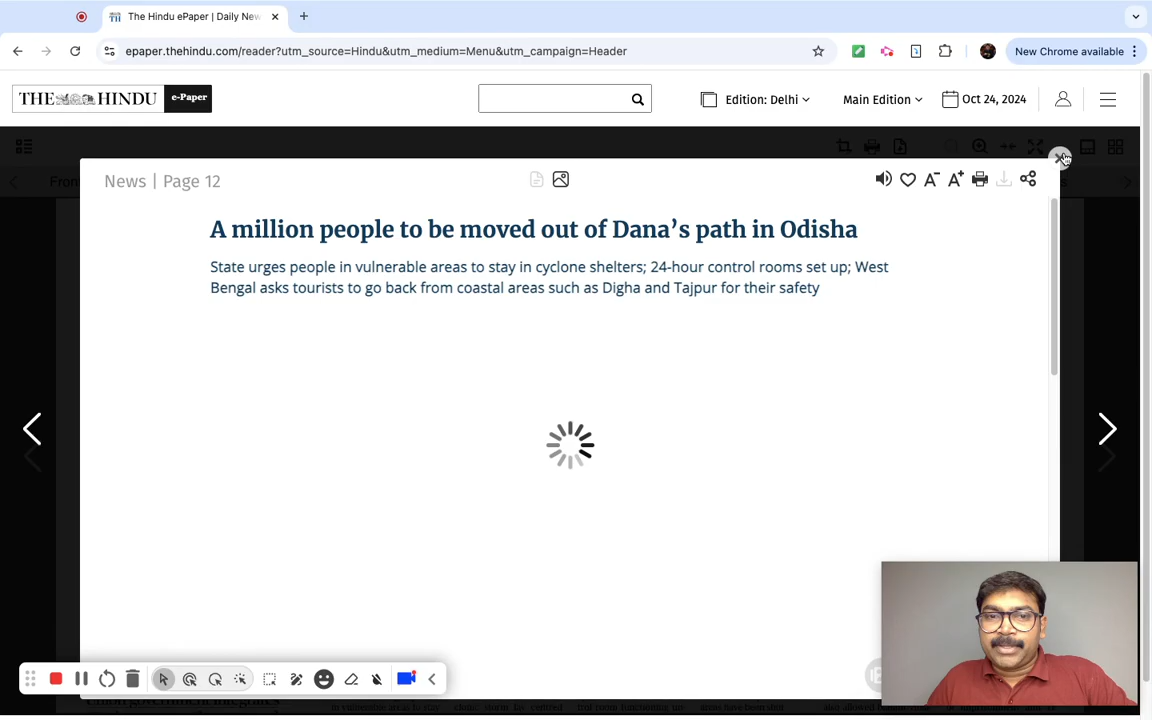 The Hindu ePaper | Daily New
epaper.thehindu.com/reader?utm_source=Hindu&utm_medium=Menu&utm_campaign=Header
New Chrome available
THE HINDU
e-Paper
Edition: Delhi
Main Edition
Oct 24, 2024
Fron
News | Page 12
A million people to be moved out of Dana’s path in Odisha
State urges people in vulnerable areas to stay in cyclone shelters; 24-hour control rooms set up; West
Bengal asks tourists to go back from coastal areas such as Digha and Tajpur for their safety